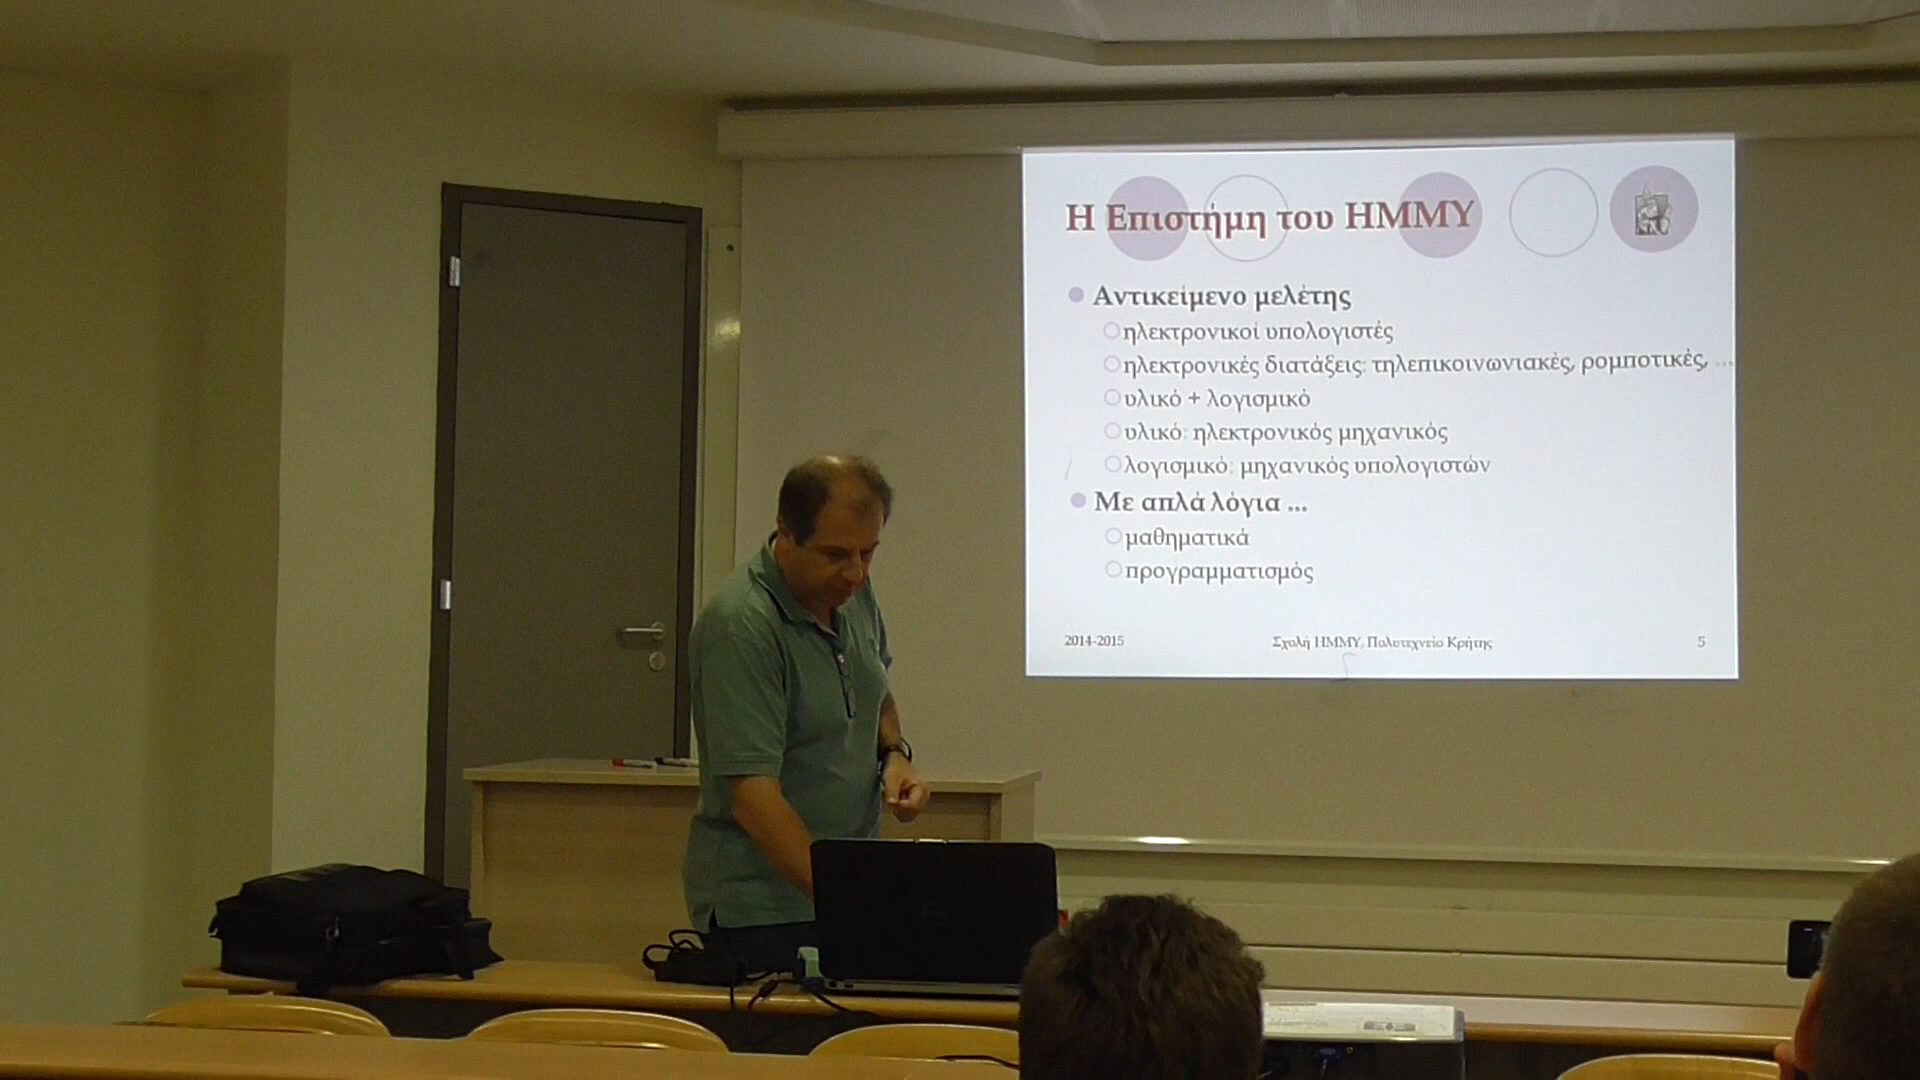 Η Επιστήμη του ΗΜΜΥ
Αντικείμενο μελέτης
ηλεκτρονικοί υπολογιστές
ηλεκτρονικές διατάξεις: τηλεπικοινωνιακές, ρομποτικές, ...
υλικό + λογισμικό
υλικό: ηλεκτρονικός μηχανικός
λογισμικό: μηχανικός υπολογιστών
Με απλά λόγια ...
μαθηματικά
προγραμματισμός
2014-2015 Σχολή ΗΜΜΥ, Πολυτεχνείο Κρήτης 5